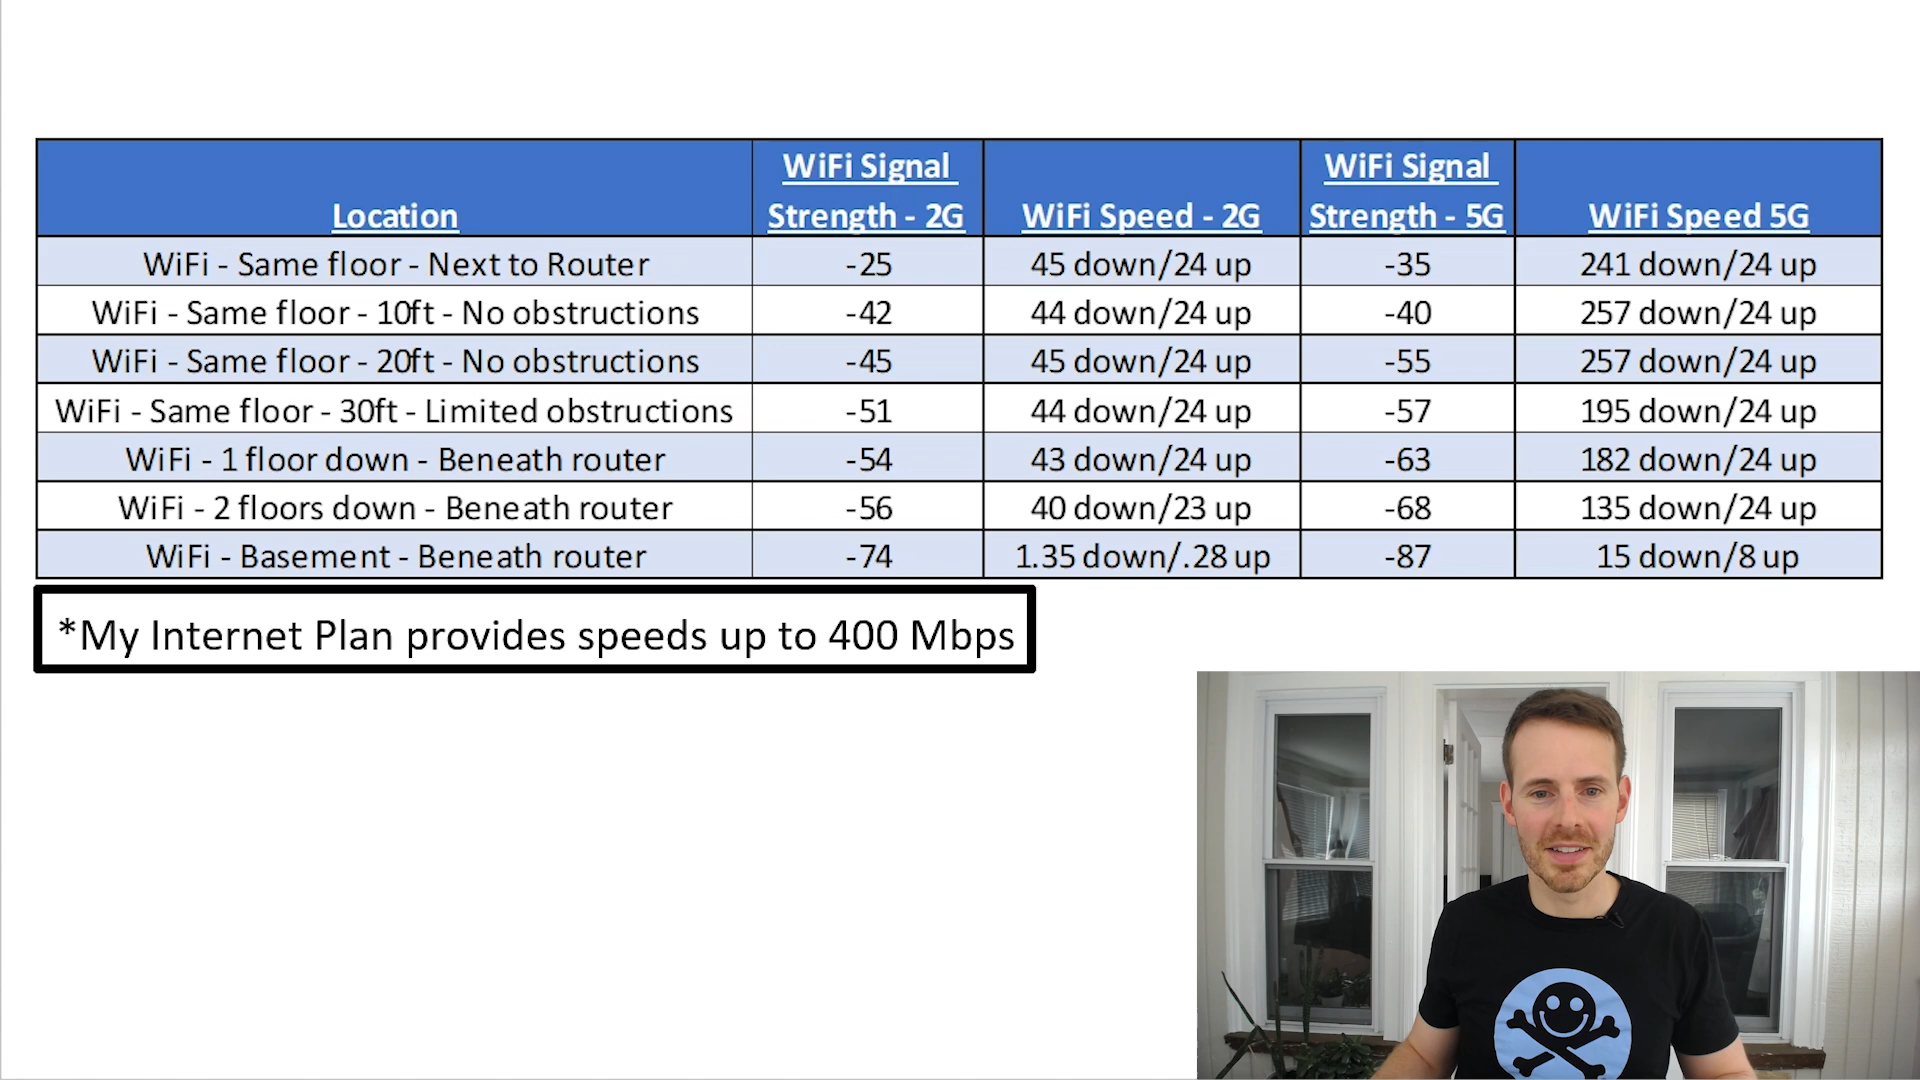 Location WiFi Signal Strength - 2G WiFi Speed - 2G WiFi Signal Strength - 5G WiFi Speed 5G
WiFi - Same floor - Next to Router -25 45 down/24 up -35 241 down/24 up
WiFi - Same floor - 10ft - No obstructions -42 44 down/24 up -40 257 down/24 up
WiFi - Same floor - 20ft - No obstructions -45 45 down/24 up -55 257 down/24 up
WiFi - Same floor - 30ft - Limited obstructions -51 44 down/24 up -57 195 down/24 up
WiFi - 1 floor down - Beneath router -54 43 down/24 up -63 182 down/24 up
WiFi - 2 floors down - Beneath router -56 40 down/23 up -68 135 down/24 up
WiFi - Basement - Beneath router -74 1.35 down/.28 up -87 15 down/8 up
*My Internet Plan provides speeds up to 400 Mbps